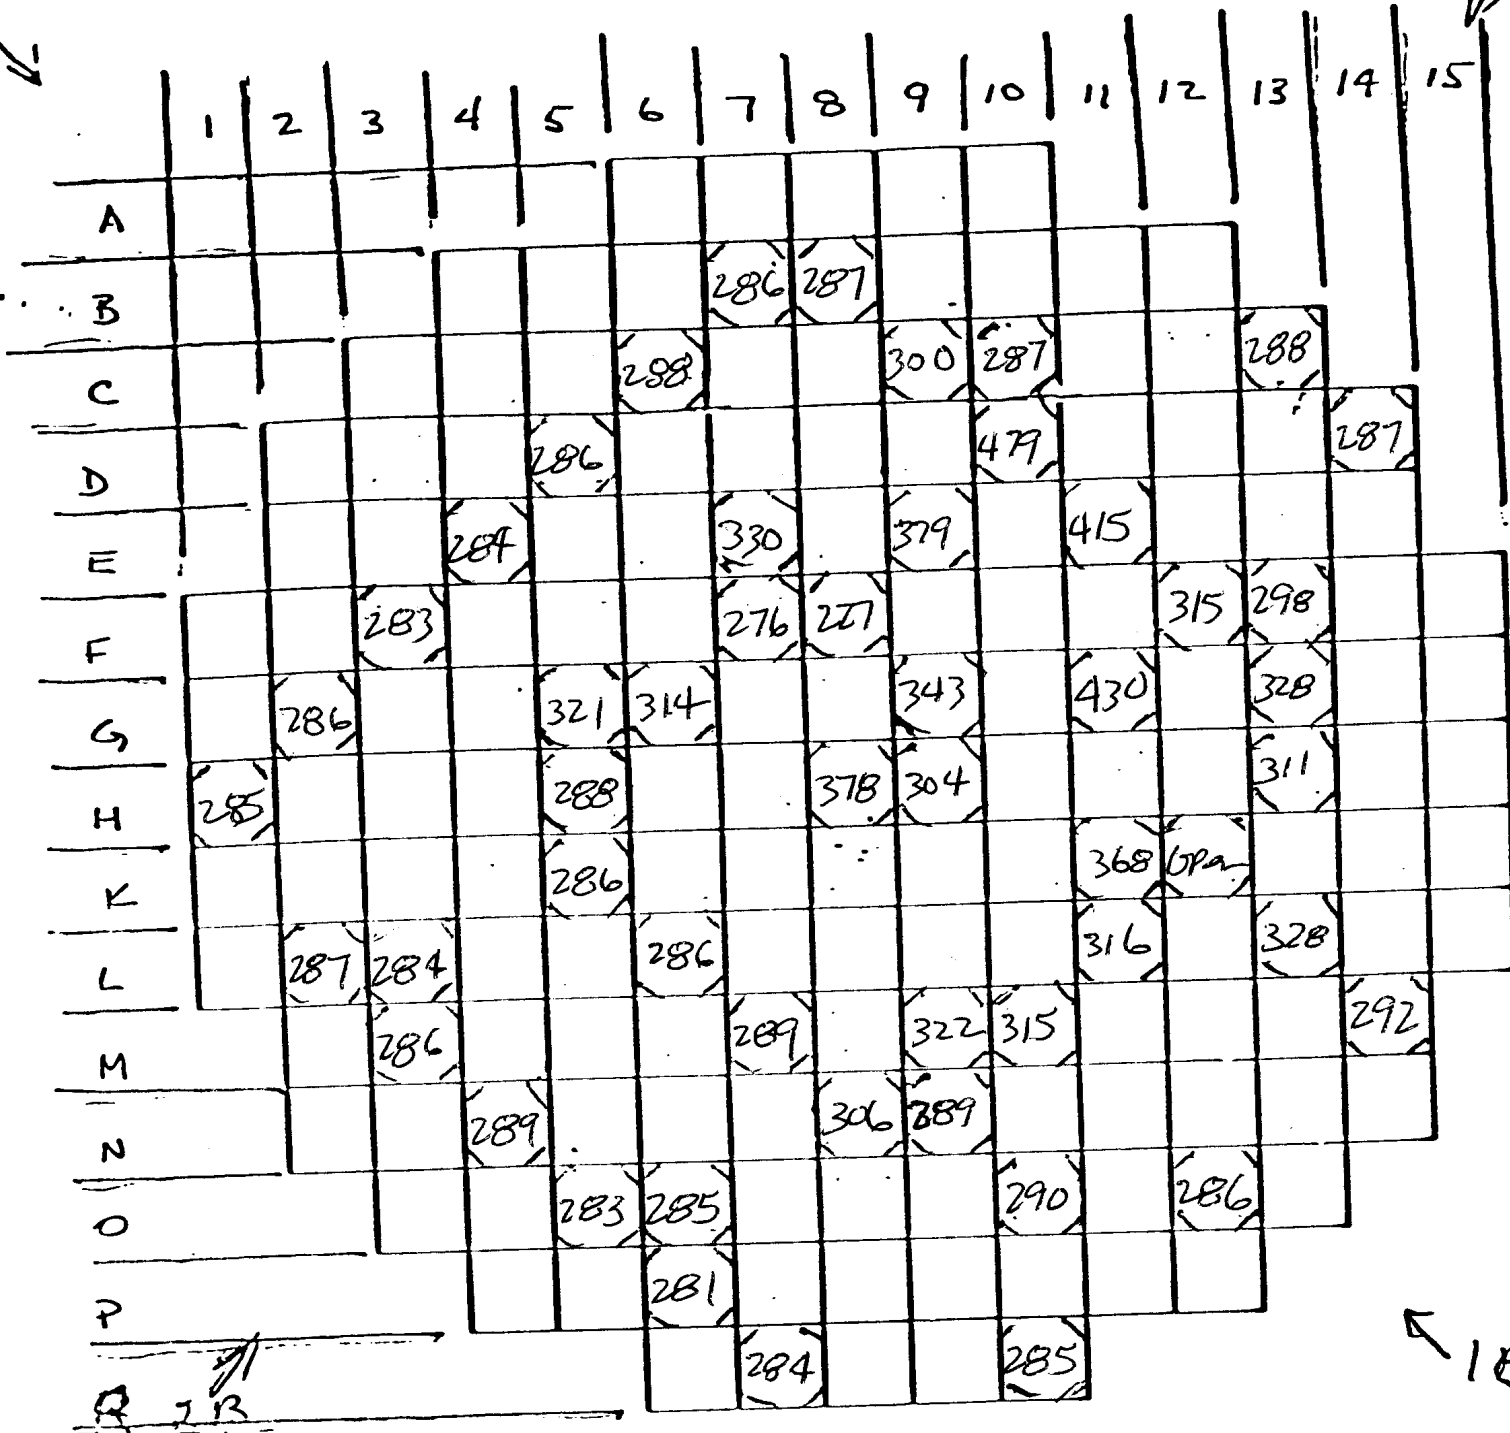 1 2 3 4 5 6 7 8 9 10 11 12 13 14 15
A
B 286 287
C 288 300 287 288
D 286 479 287
E 284 330 379 415
F 283 276 227 315 298
G 286 321 314 343 430 328
H 285 288 378 304 311
K 286 368 Open
L 287 284 286 316 328
M 286 289 322 315 292
N 289 306 289
O 283 285 290 286
P 281
R 284 285